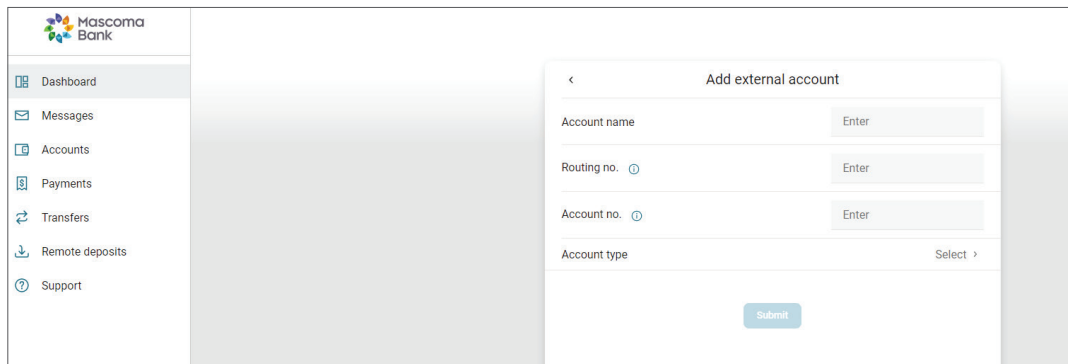 Mascoma
Bank
Dashboard
Messages
Accounts
Payments
Transfers
Remote deposits
Support
Add external account
Account name Enter
Routing no. Enter
Account no. Enter
Account type Select
Submit